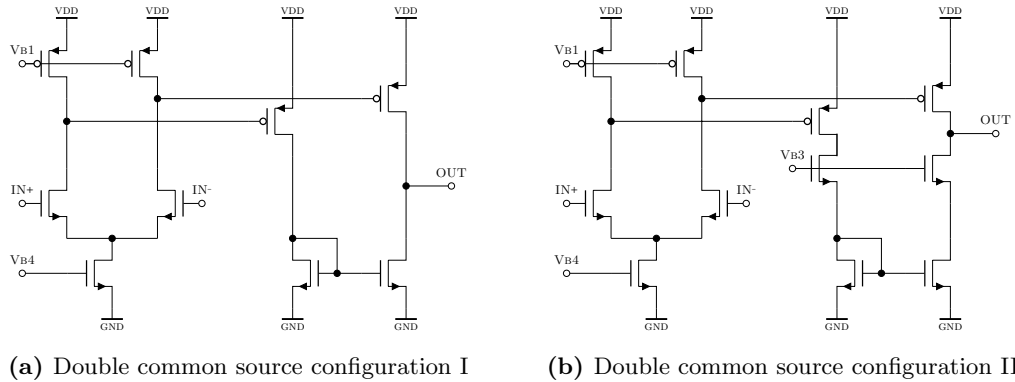 VDD VDD VDD VDD VDD VDD VDD VDD
VB1 VB1
OUT
VB3
IN+ IN- OUT IN+ IN-
VB4 VB4
GND GND GND GND GND GND
(a) Double common source configuration I (b) Double common source configuration II